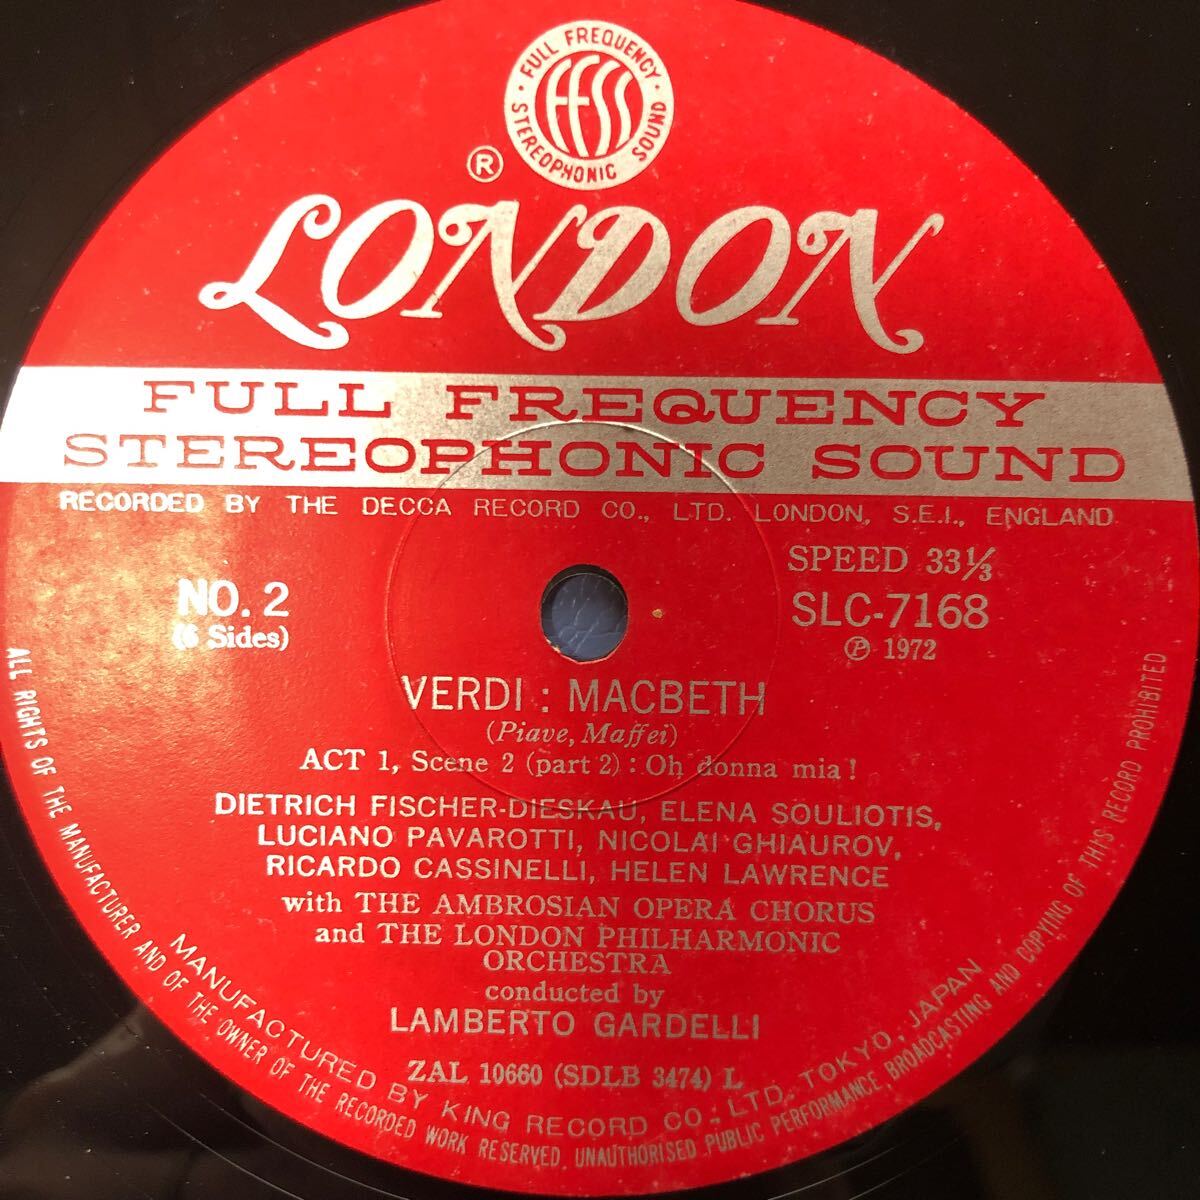 FULL FREQUENCY
STEREOPHONIC SOUND
FFSS
®
LONDON
FULL FREQUENCY
STEREOPHONIC SOUND
RECORDED BY THE DECCA RECORD CO., LTD. LONDON, S.E.I., ENGLAND
SPEED 33⅓
NO. 2
SLC-7168
(6 Sides)
℗ 1972
VERDI : MACBETH
(Piave, Maffei)
ACT 1, Scene 2 (part 2) : Oh donna mia!
DIETRICH FISCHER-DIESKAU, ELENA SOULIOTIS,
LUCIANO PAVAROTTI, NICOLAI GHIAUROV,
RICARDO CASSINELLI, HELEN LAWRENCE
with THE AMBROSIAN OPERA CHORUS
and THE LONDON PHILHARMONIC
ORCHESTRA
conducted by
LAMBERTO GARDELLI
ZAL 10660 (SDLB 3474) L
MANUFACTURED BY KING RECORD CO., LTD. TOKYO, JAPAN
ALL RIGHTS OF THE MANUFACTURER AND OF THE OWNER OF THE RECORDED WORK RESERVED. UNAUTHORISED PUBLIC PERFORMANCE, BROADCASTING AND COPYING OF THIS RECORD PROHIBITED